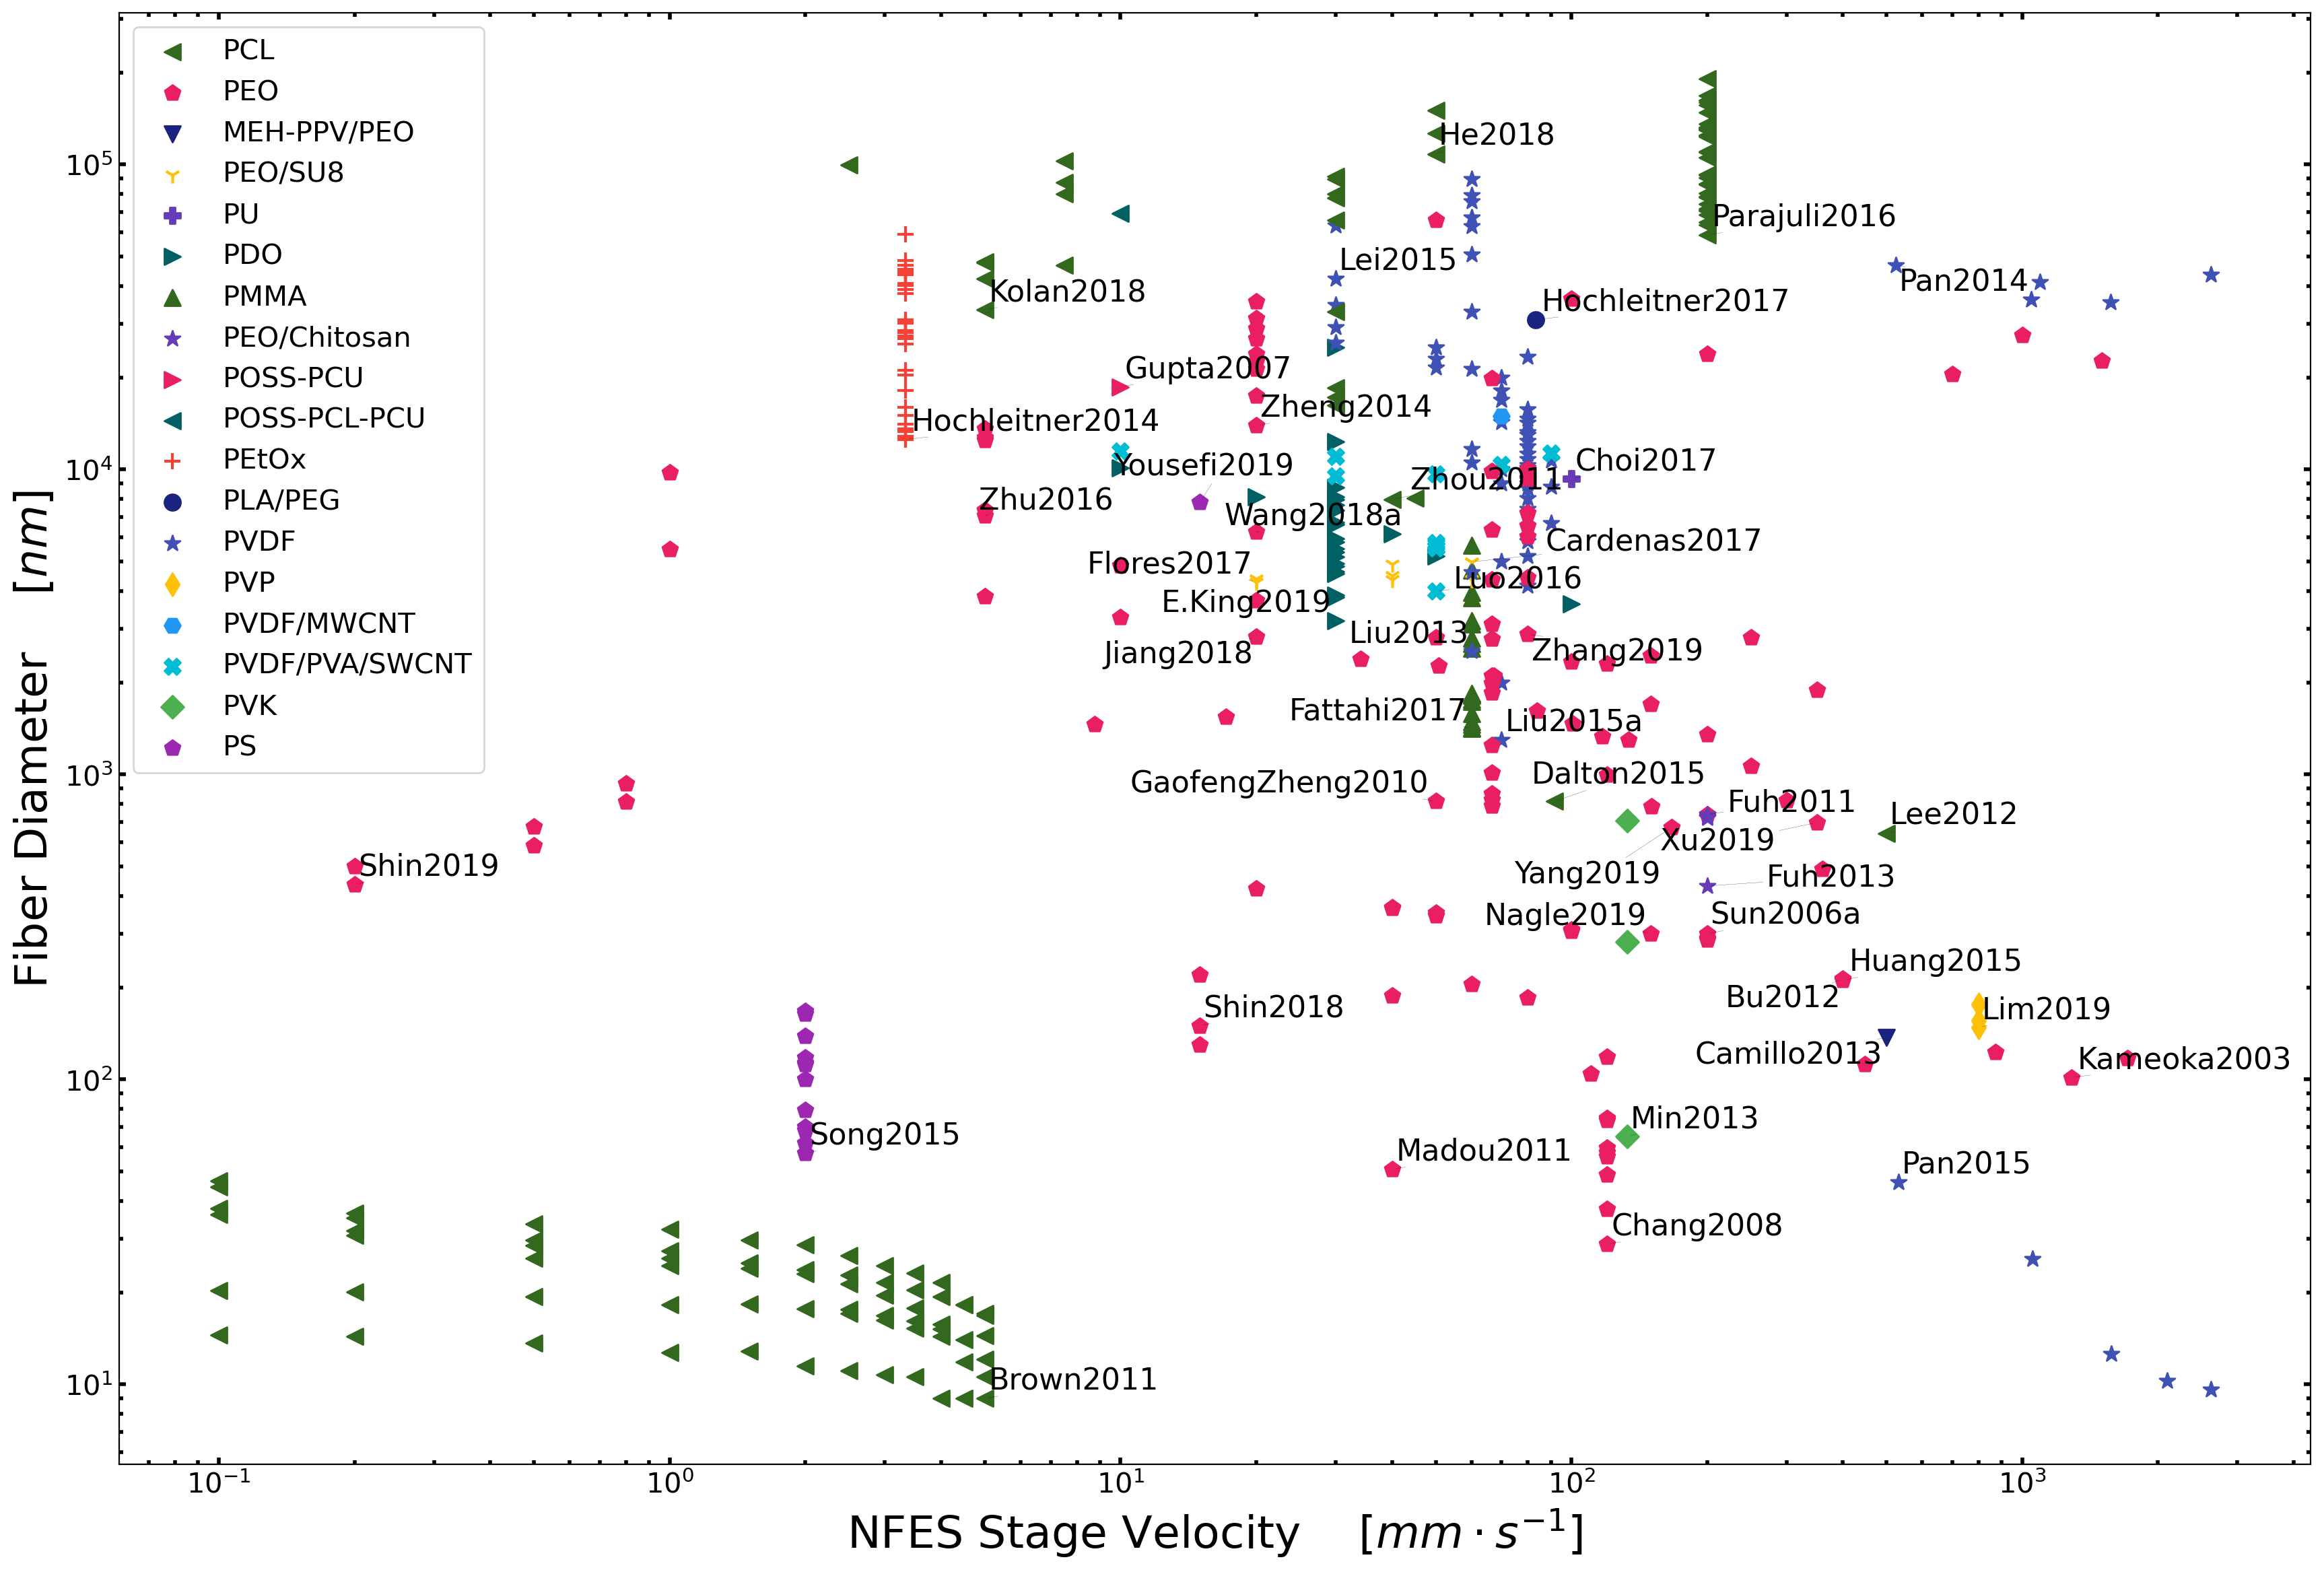 PCL
PEO
MEH-PPV/PEO
PEO/SU8
PU
PDO
PMMA
PEO/Chitosan
POSS-PCU
POSS-PCL-PCU
PEtOx
PLA/PEG
PVDF
PVP
PVDF/MWCNT
PVDF/PVA/SWCNT
PVK
PS
He2018
Parajuli2016
Lei2015
Kolan2018
Pan2014
Hochleitner2017
Gupta2007
Zheng2014
Hochleitner2014
Yousefi2019
Choi2017
Zhou2011
Zhu2016
Wang2018a
Cardenas2017
Flores2017
Luo2016
E.King2019
Liu2013
Jiang2018
Zhang2019
Fattahi2017
Liu2015a
GaofengZheng2010
Dalton2015
Fuh2011
Lee2012
Xu2019
Shin2019
Yang2019
Fuh2013
Nagle2019
Sun2006a
Huang2015
Bu2012
Shin2018
Lim2019
Camillo2013
Kameoka2003
Min2013
Song2015
Madou2011
Pan2015
Chang2008
Brown2011
Fiber Diameter [nm]
10⁵
10⁴
10³
10²
10¹
10⁻¹
10⁰
10¹
10²
10³
NFES Stage Velocity [mm · s⁻¹]